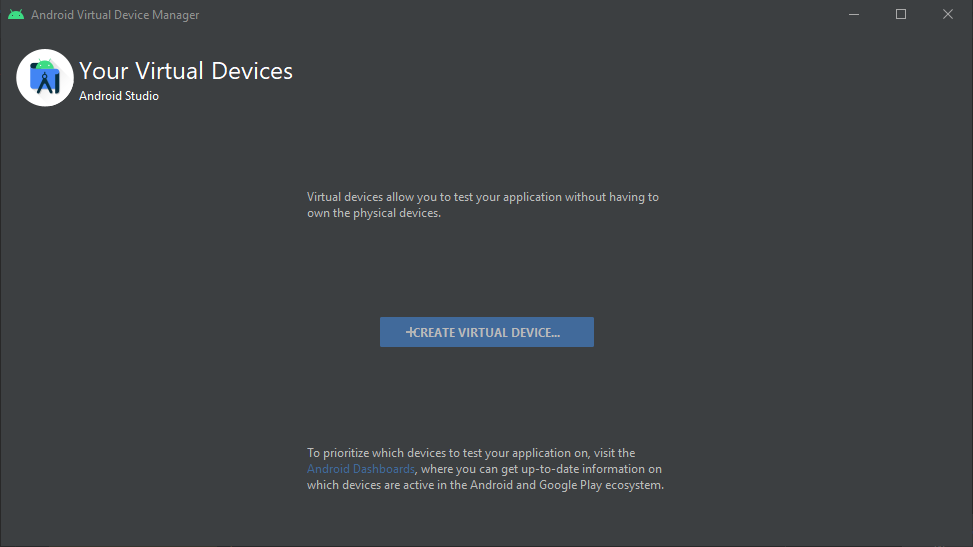 Android Virtual Device Manager
Your Virtual Devices
Android Studio
Virtual devices allow you to test your application without having to
own the physical devices.
+CREATE VIRTUAL DEVICE...
To prioritize which devices to test your application on, visit the
Android Dashboards, where you can get up-to-date information on
which devices are active in the Android and Google Play ecosystem.